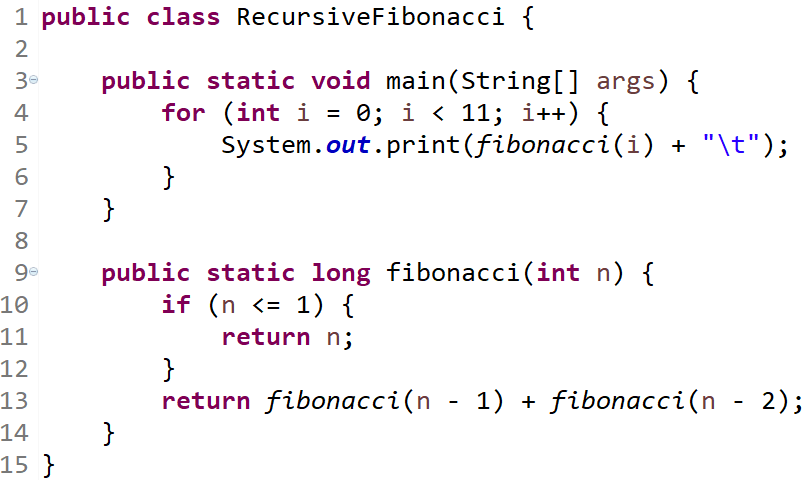 1 public class RecursiveFibonacci {
2
3 public static void main(String[] args) {
4 for (int i = 0; i < 11; i++) {
5 System.out.print(fibonacci(i) + "\t");
6 }
7 }
8
9 public static long fibonacci(int n) {
10 if (n <= 1) {
11 return n;
12 }
13 return fibonacci(n - 1) + fibonacci(n - 2);
14 }
15 }